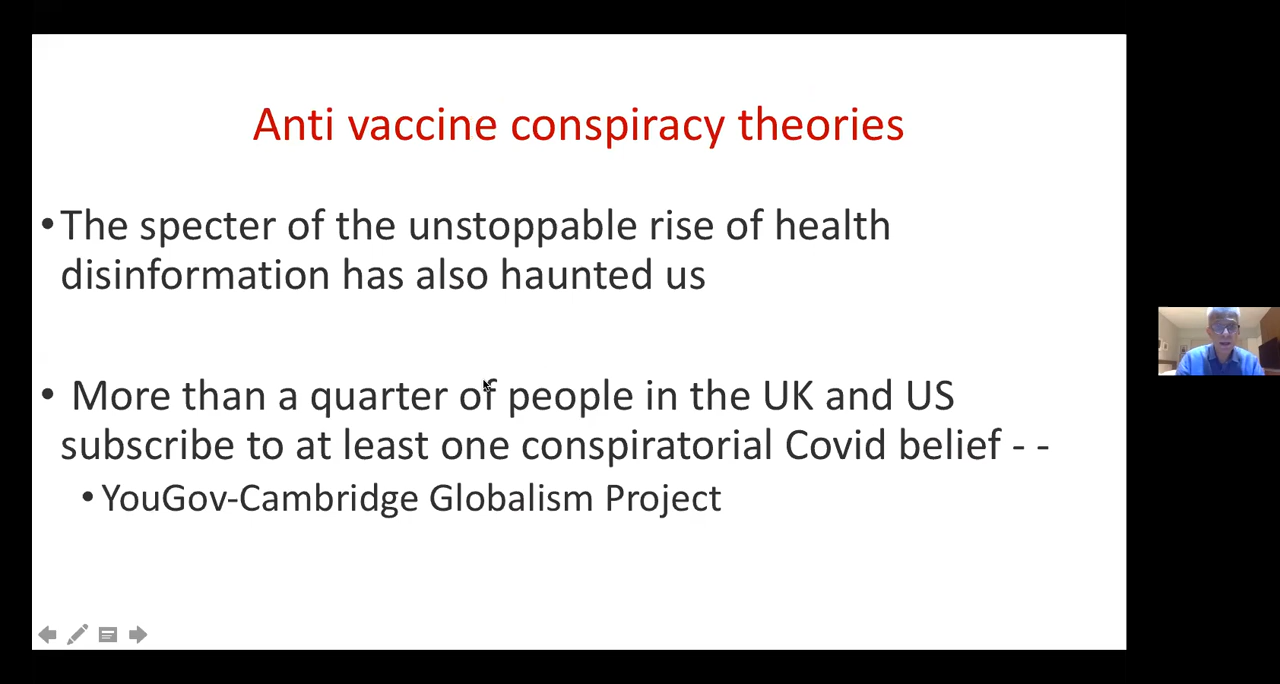 Anti vaccine conspiracy theories
•The specter of the unstoppable rise of health
disinformation has also haunted us
• More than a quarter of people in the UK and US
subscribe to at least one conspiratorial Covid belief - -
•YouGov-Cambridge Globalism Project